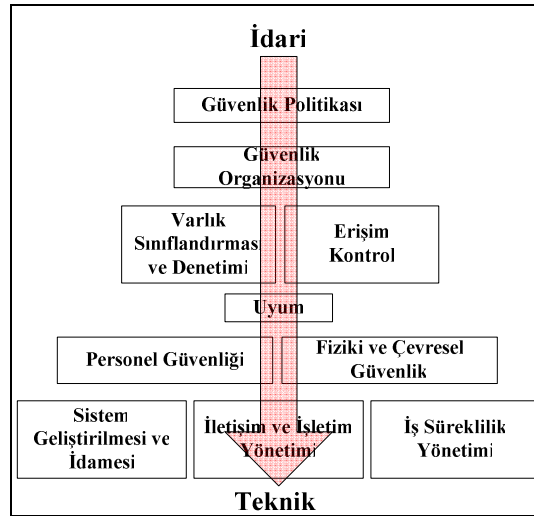 İdari
Güvenlik Politikası
Güvenlik
Organizasyonu
Varlık
Sınıflandırması
ve Denetimi
Erişim
Kontrol
Uyum
Personel Güvenliği
Fiziki ve Çevresel
Güvenlik
Sistem
Geliştirilmesi ve
İdamesi
İletişim ve İşletim
Yönetimi
İş Süreklilik
Yönetimi
Teknik